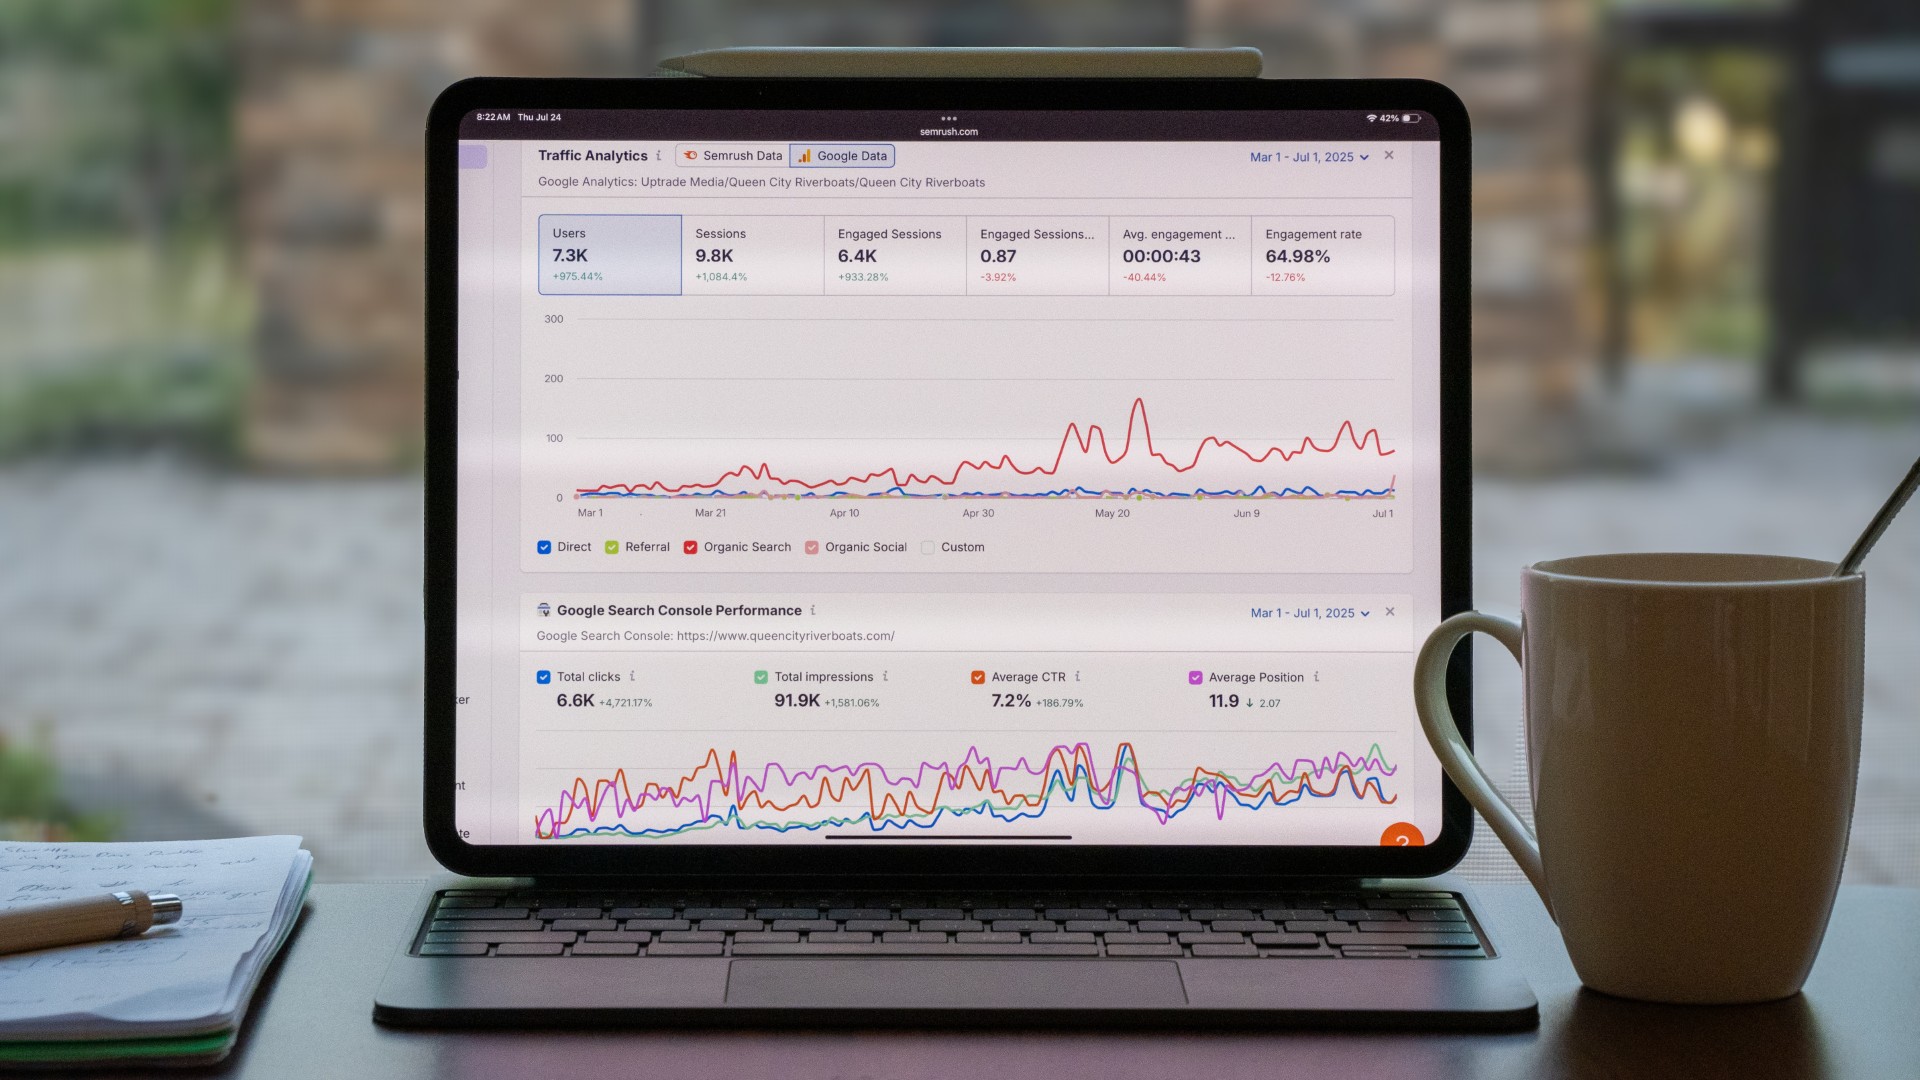 8:22 AM Thu Jul 24
semrush.com
42%
Traffic Analytics i Semrush Data Google Data Mar 1 - Jul 1, 2025
Google Analytics: Uptrade Media/Queen City Riverboats/Queen City Riverboats
Users Sessions Engaged Sessions Engaged Sessions... Avg. engagement ... Engagement rate
7.3K 9.8K 6.4K 0.87 00:00:43 64.98%
+975.44% +1,084.4% +933.28% -3.92% -40.44% -12.76%
300
200
100
0
Mar 1 Mar 21 Apr 10 Apr 30 May 20 Jun 9 Jul 1
Direct Referral Organic Search Organic Social Custom
Google Search Console Performance i Mar 1 - Jul 1, 2025
Google Search Console: https://www.queencityriverboats.com/
Total clicks i Total impressions i Average CTR i Average Position i
ker
6.6K +4,721.17% 91.9K +1,581.06% 7.2% +186.79% 11.9 ↓ 2.07
nt
te
?